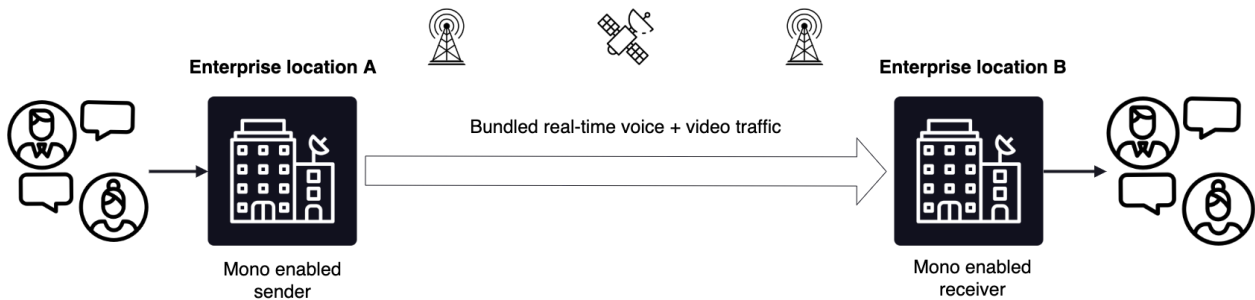 Enterprise location A
Enterprise location B
Bundled real-time voice + video traffic
Mono enabled
sender
Mono enabled
receiver